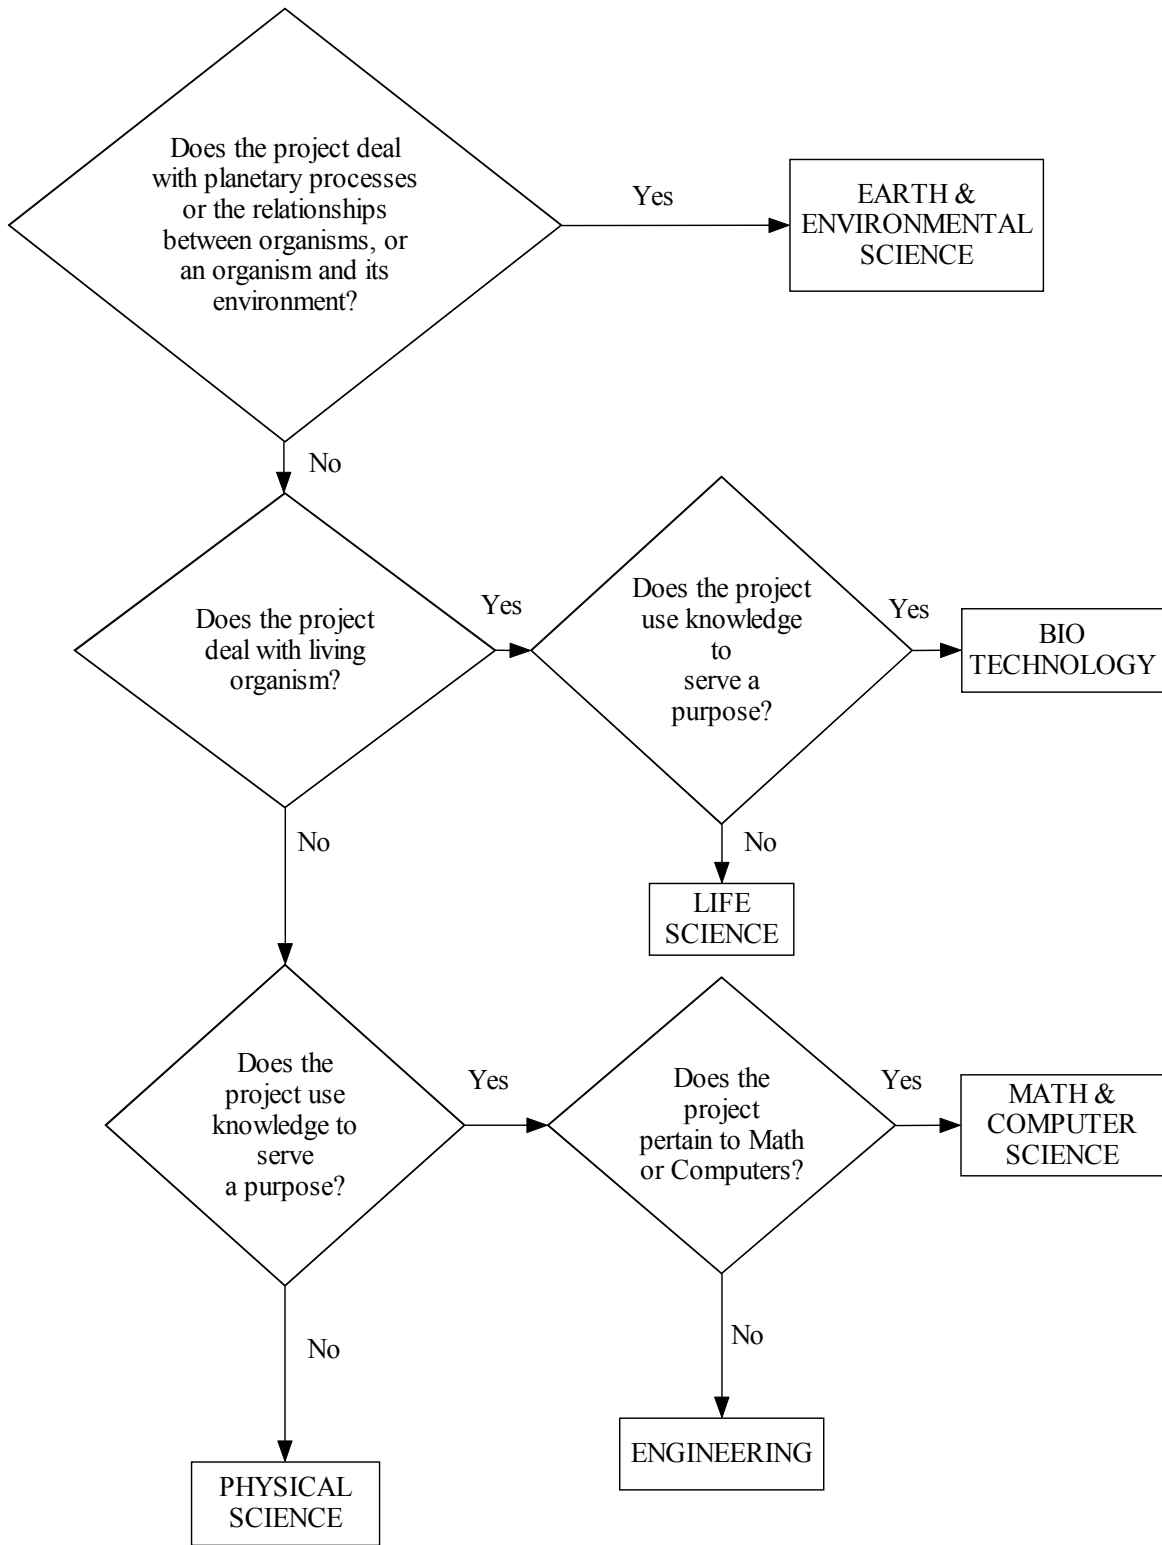 Does the project deal
with planetary processes
or the relationships
between organisms, or
an organism and its
environment?
Yes
EARTH &
ENVIRONMENTAL
SCIENCE
No
Does the project
deal with living
organism?
Yes
Does the project
use knowledge
to
serve a
purpose?
Yes
BIO
TECHNOLOGY
No
No
LIFE
SCIENCE
Does the
project use
knowledge to
serve
a purpose?
Yes
Does the
project
pertain to Math
or Computers?
Yes
MATH &
COMPUTER
SCIENCE
No
No
ENGINEERING
PHYSICAL
SCIENCE